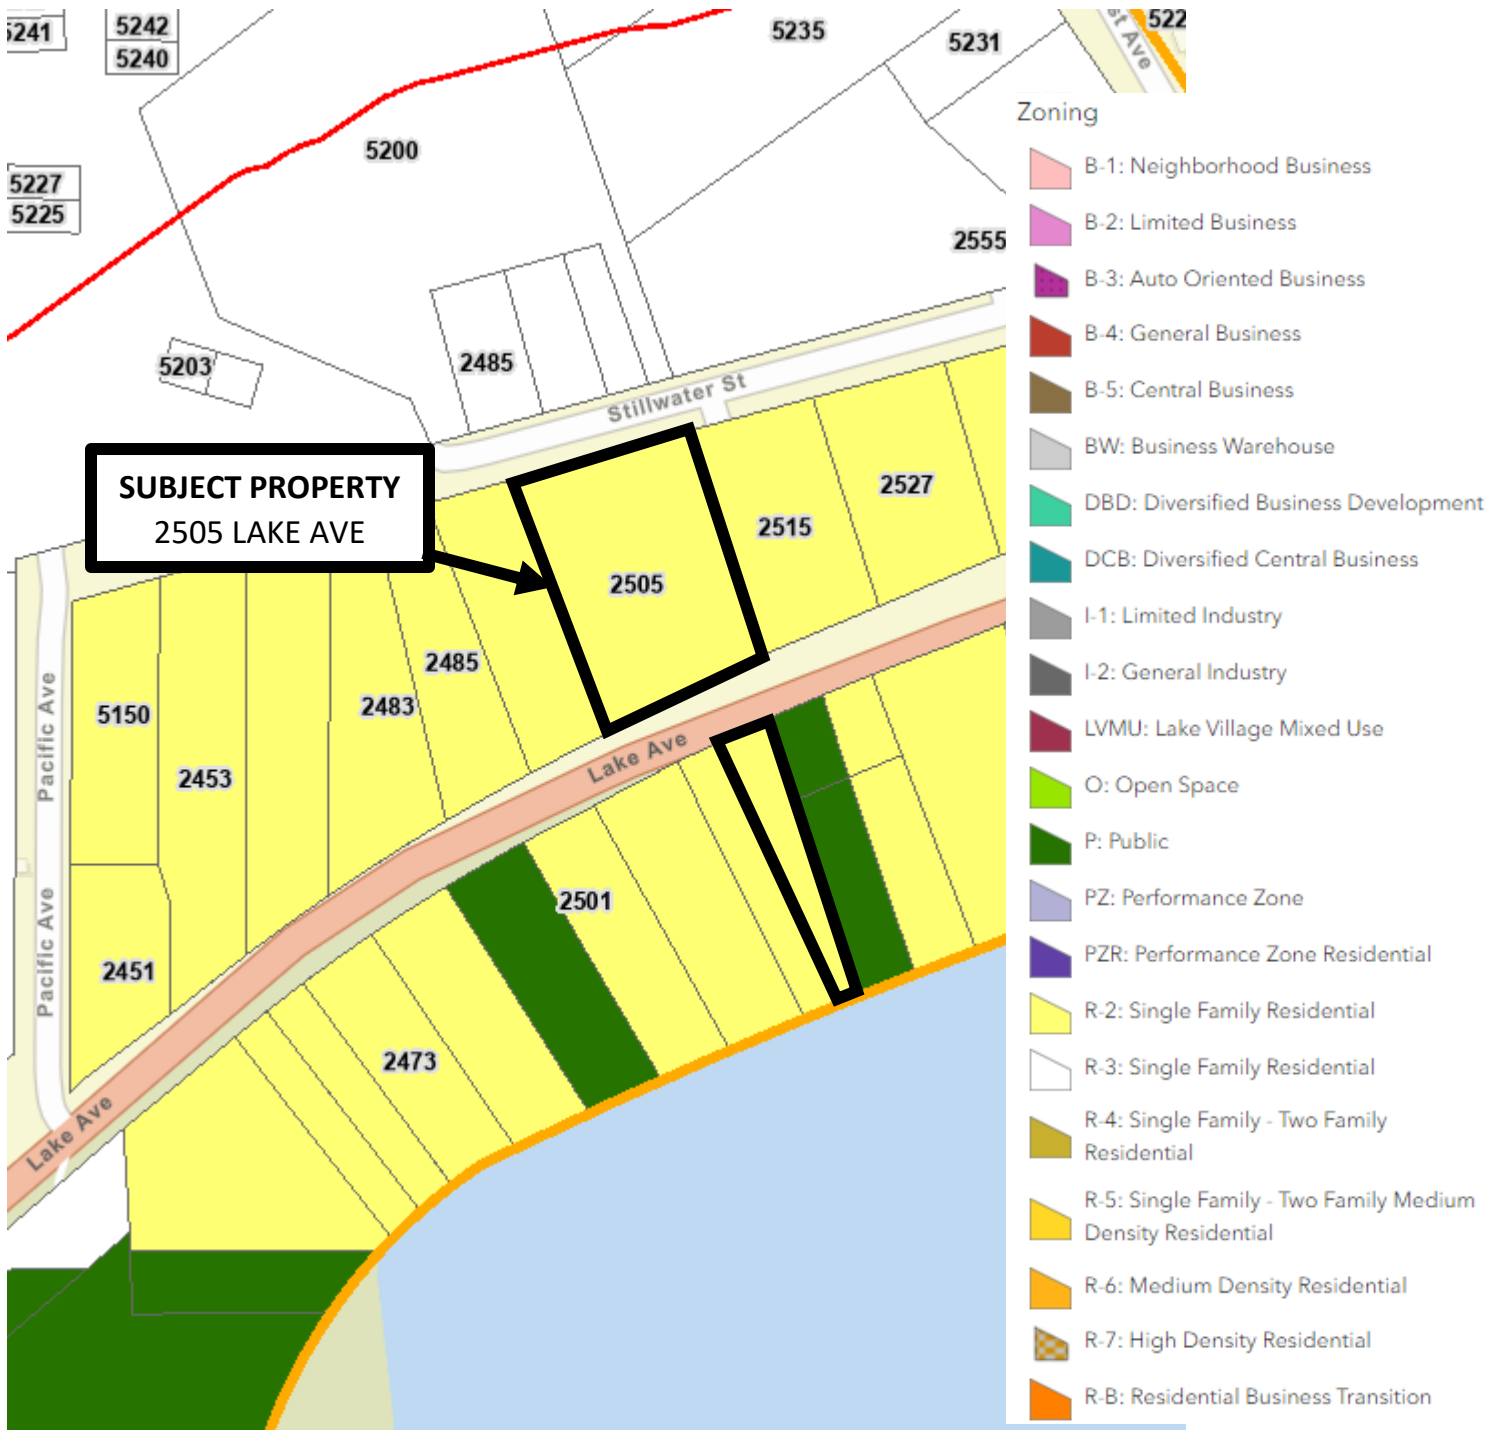 5241
5242
5240
5235
5231
522
st Ave
5200
5227
5225
2555
5203
2485
Stillwater St
SUBJECT PROPERTY
2505 LAKE AVE
2527
2515
2505
2485
2483
5150
2453
Pacific Ave
Lake Ave
2501
Pacific Ave
2451
2473
Lake Ave
Zoning
B-1: Neighborhood Business
B-2: Limited Business
B-3: Auto Oriented Business
B-4: General Business
B-5: Central Business
BW: Business Warehouse
DBD: Diversified Business Development
DCB: Diversified Central Business
I-1: Limited Industry
I-2: General Industry
LVMU: Lake Village Mixed Use
O: Open Space
P: Public
PZ: Performance Zone
PZR: Performance Zone Residential
R-2: Single Family Residential
R-3: Single Family Residential
R-4: Single Family - Two Family
Residential
R-5: Single Family - Two Family Medium
Density Residential
R-6: Medium Density Residential
R-7: High Density Residential
R-B: Residential Business Transition